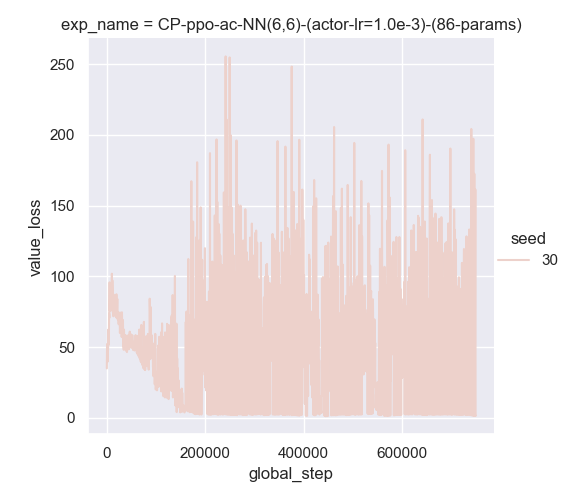 exp_name = CP-ppo-ac-NN(6,6)-(actor-lr=1.0e-3)-(86-params)
250
200
150
100
50
0
value_loss
0
200000
400000
600000
global_step
seed
30